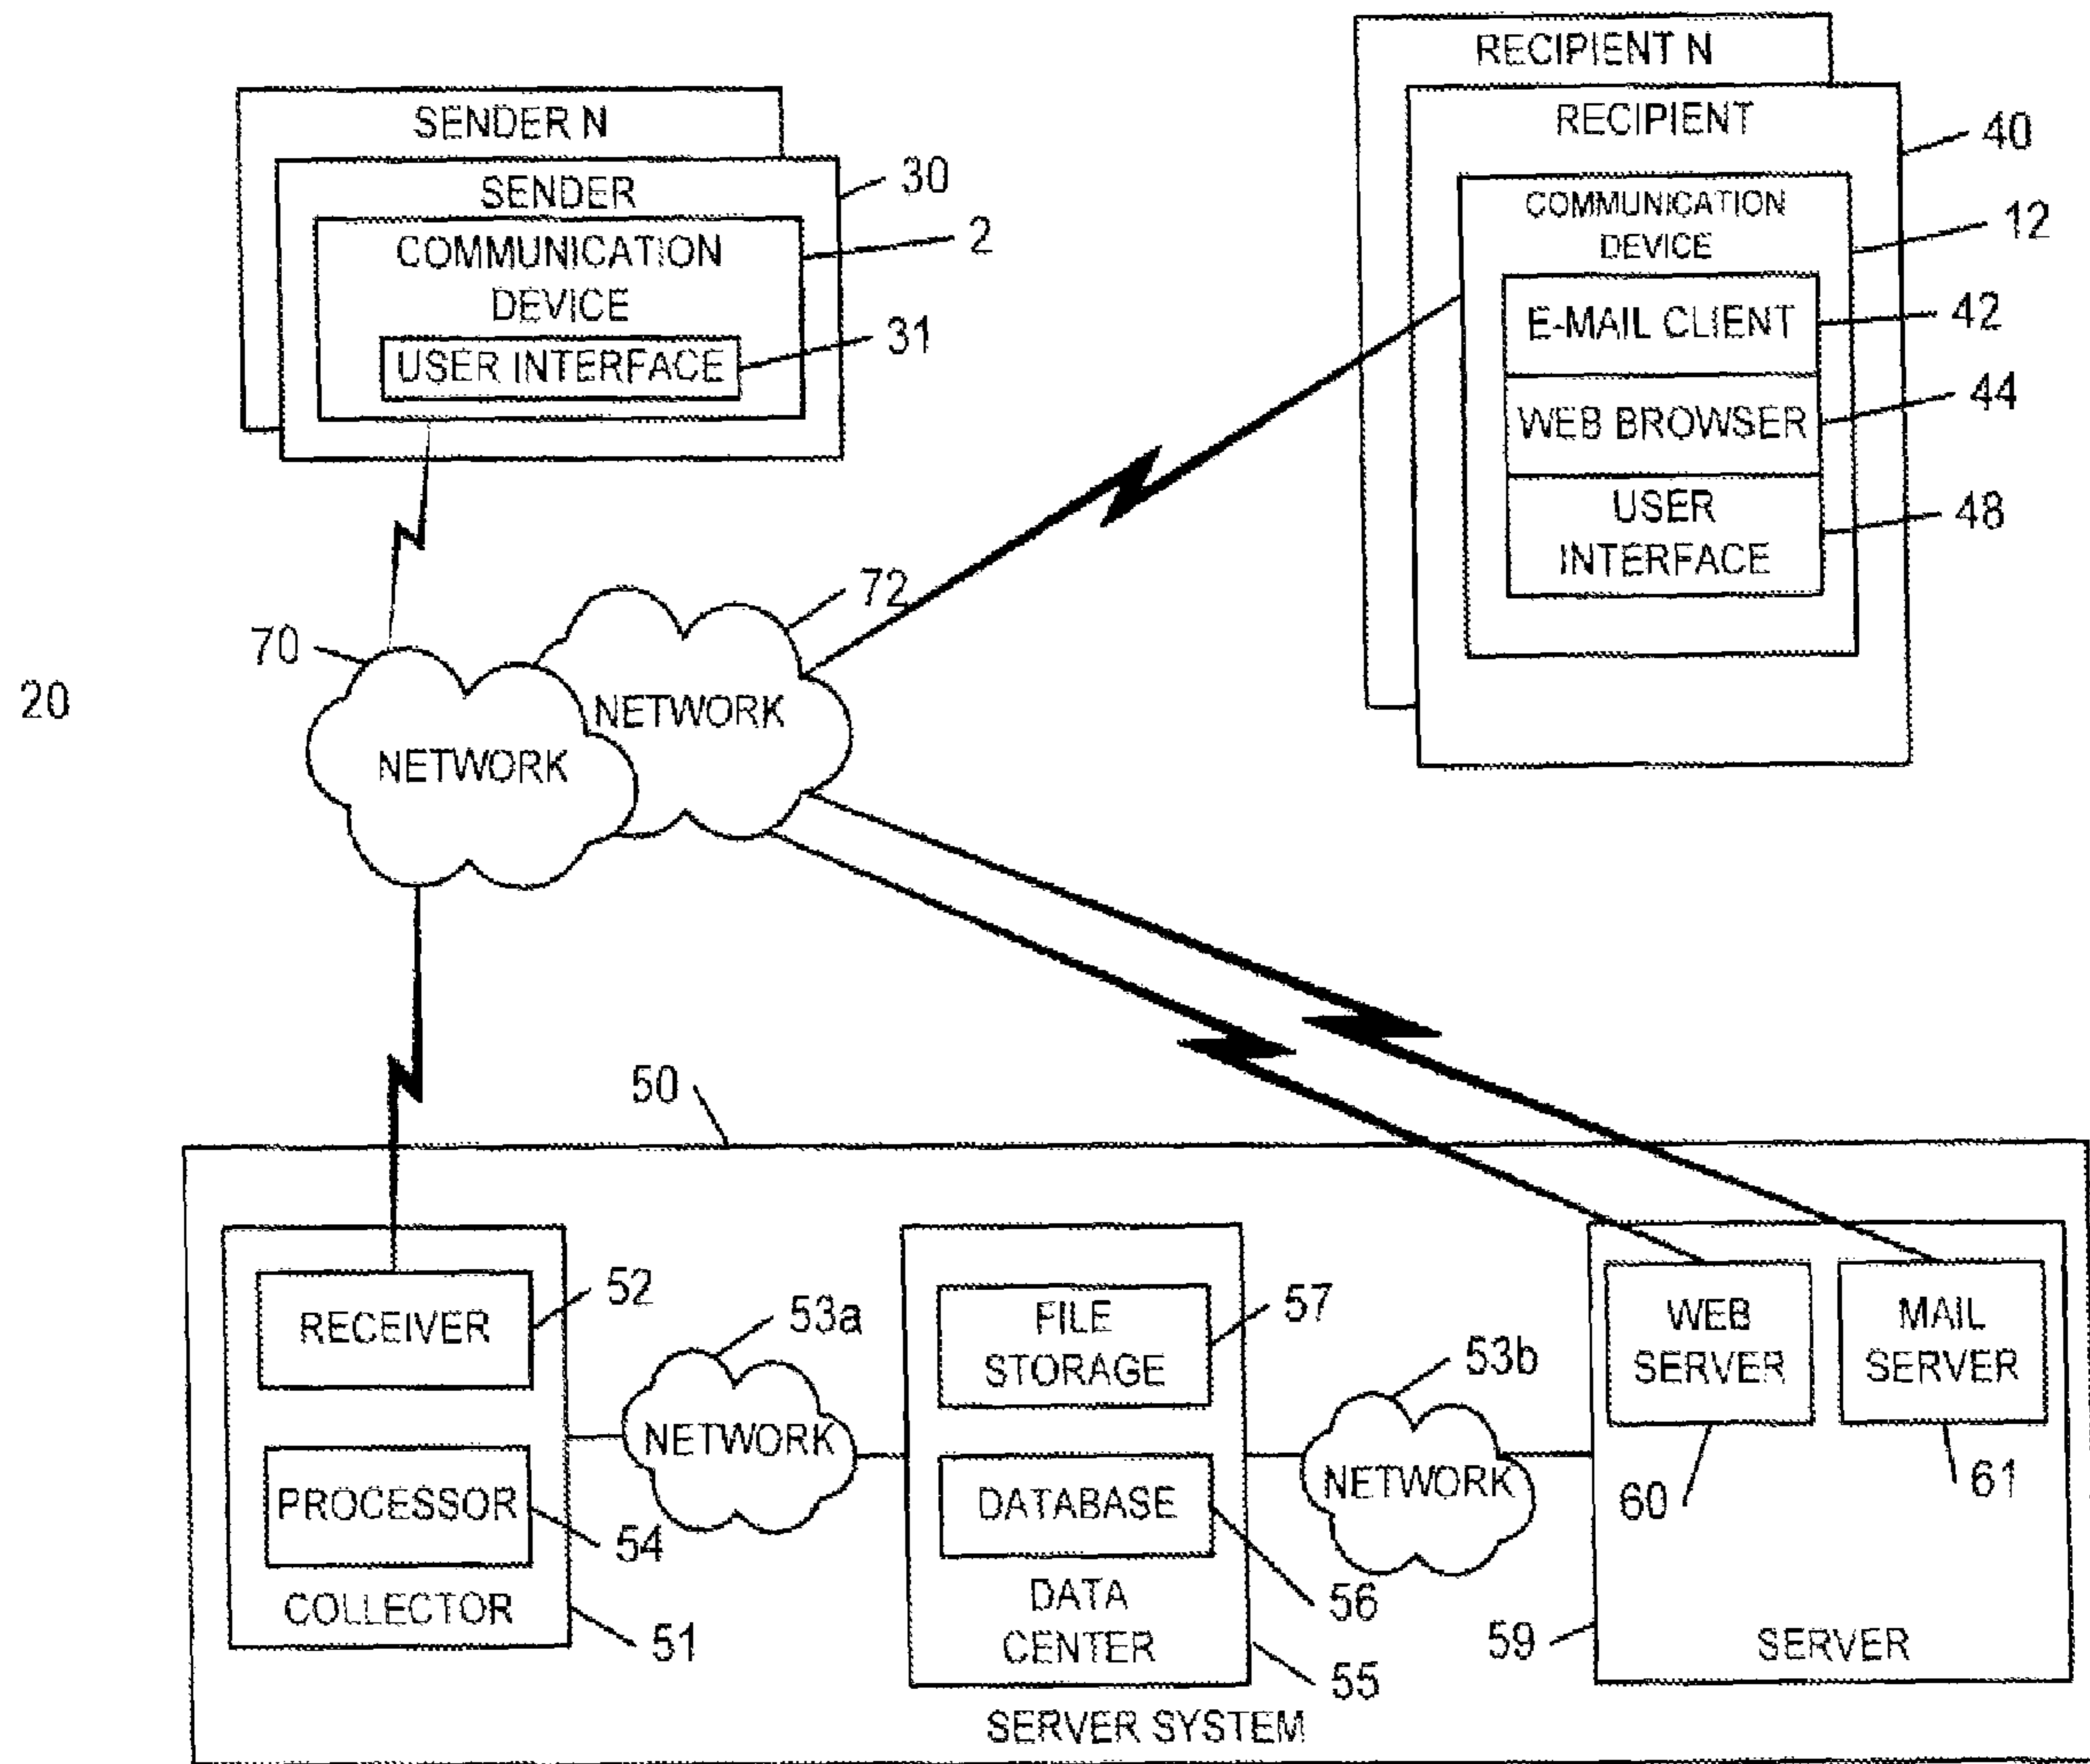 RECIPIENT N
RECIPIENT
40
COMMUNICATION
DEVICE
12
E-MAIL CLIENT
42
WEB BROWSER
44
USER
INTERFACE
48
SENDER N
SENDER
30
COMMUNICATION
DEVICE
2
USER INTERFACE
31
72
70
NETWORK
NETWORK
20
50
RECEIVER
52
PROCESSOR
54
COLLECTOR
51
53a
NETWORK
FILE
STORAGE
57
DATABASE
56
DATA
CENTER
55
53b
NETWORK
WEB
SERVER
60
MAIL
SERVER
61
59
SERVER
SERVER SYSTEM